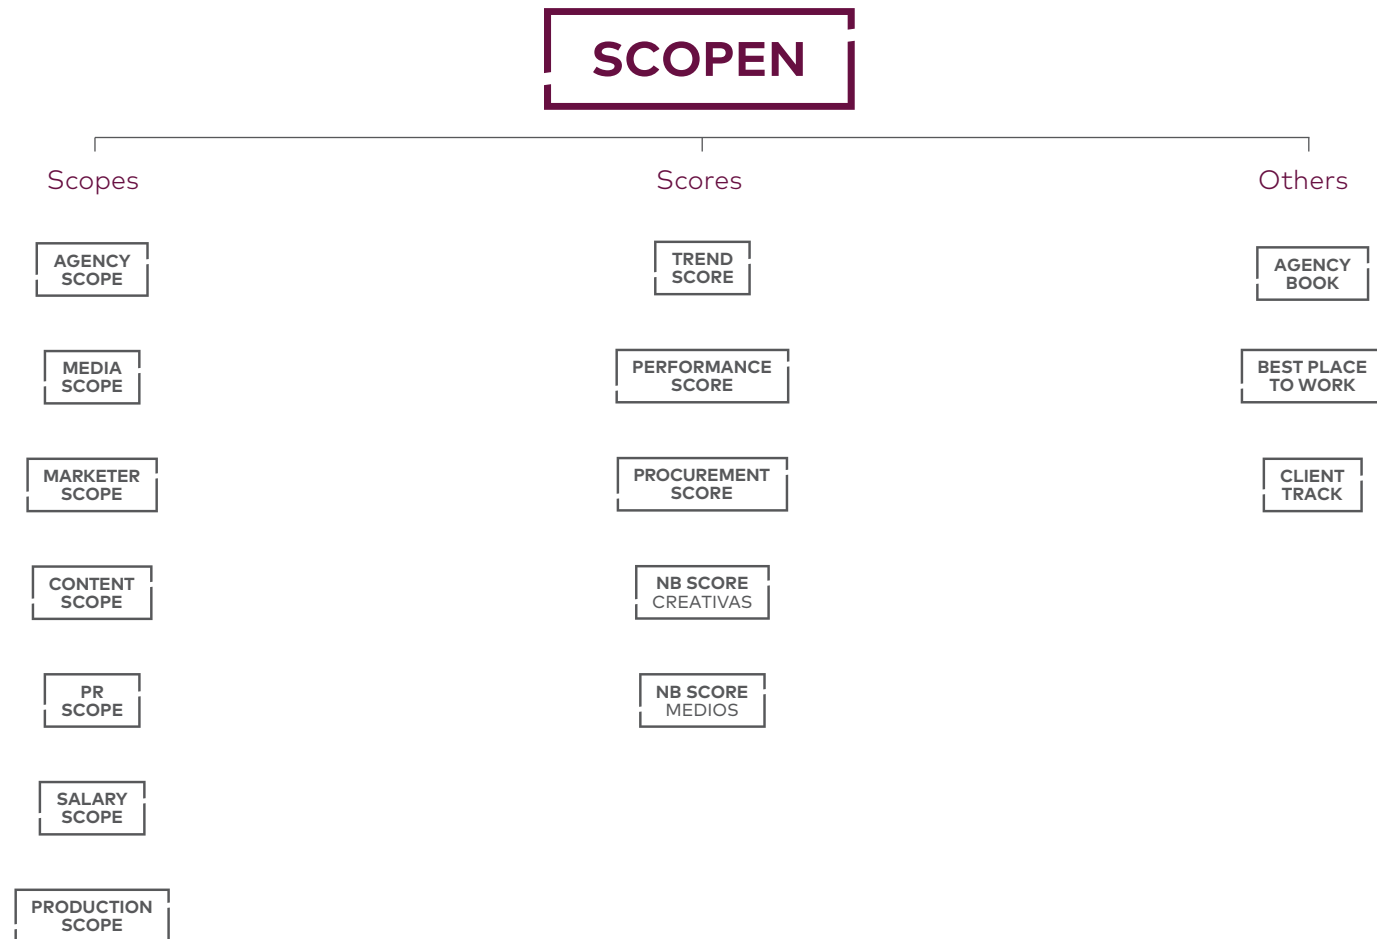 SCOPEN
Scopes
AGENCY
SCOPE
MEDIA
SCOPE
MARKETER
SCOPE
CONTENT
SCOPE
PR
SCOPE
SALARY
SCOPE
PRODUCTION
SCOPE
Scores
TREND
SCORE
PERFORMANCE
SCORE
PROCUREMENT
SCORE
NB SCORE
CREATIVAS
NB SCORE
MEDIOS
Others
AGENCY
BOOK
BEST PLACE
TO WORK
CLIENT
TRACK